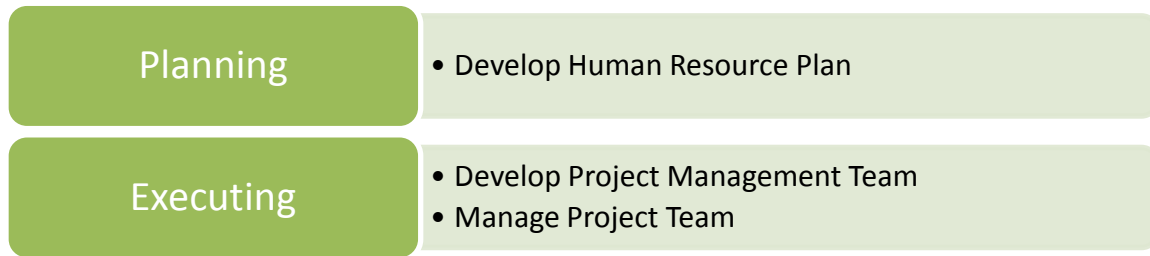 Planning
• Develop Human Resource Plan
Executing
• Develop Project Management Team
• Manage Project Team